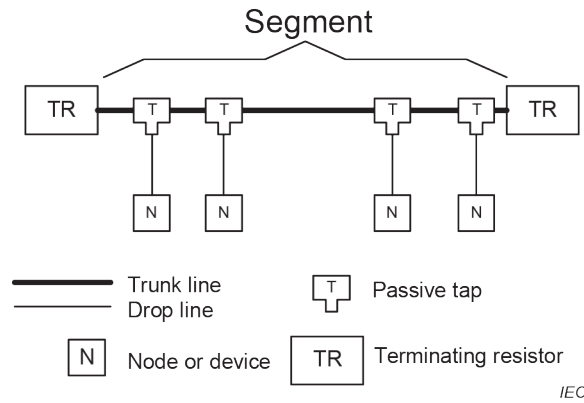 Segment
TR T T T T TR
N N N N
Trunk line
Drop line
T Passive tap
N Node or device
TR Terminating resistor
IEC